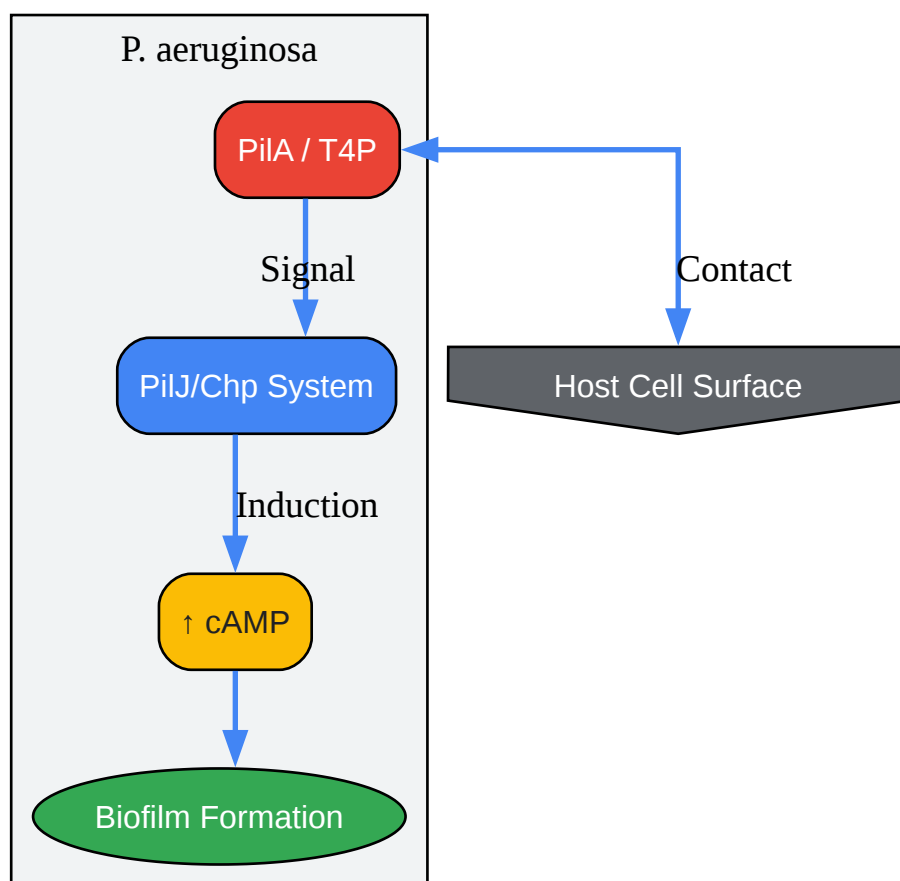 P. aeruginosa
PilA / T4P
Signal
Contact
PilJ/Chp System
Host Cell Surface
Induction
↑ cAMP
Biofilm Formation